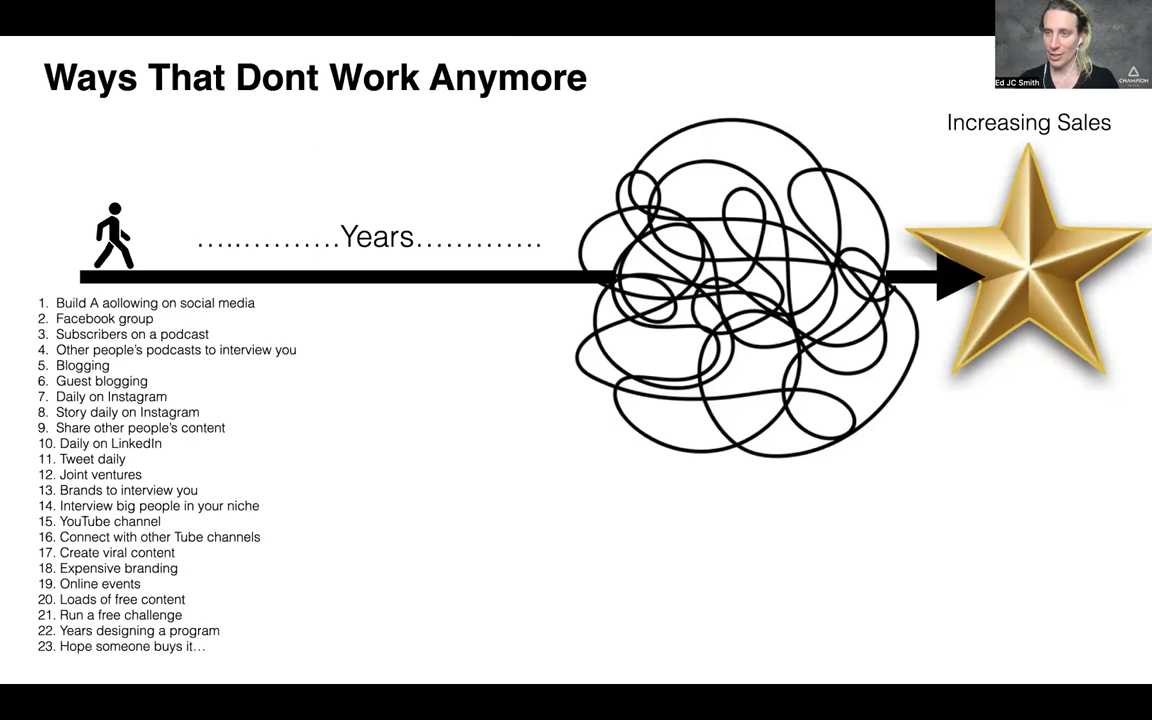 Ways That Dont Work Anymore
Ed JC Smith
CHAMPION
Increasing Sales
…..……….Years………….
1. Build A aollowing on social media
2. Facebook group
3. Subscribers on a podcast
4. Other people's podcasts to interview you
5. Blogging
6. Guest blogging
7. Daily on Instagram
8. Story daily on Instagram
9. Share other people's content
10. Daily on LinkedIn
11. Tweet daily
12. Joint ventures
13. Brands to interview you
14. Interview big people in your niche
15. YouTube channel
16. Connect with other Tube channels
17. Create viral content
18. Expensive branding
19. Online events
20. Loads of free content
21. Run a free challenge
22. Years designing a program
23. Hope someone buys it…